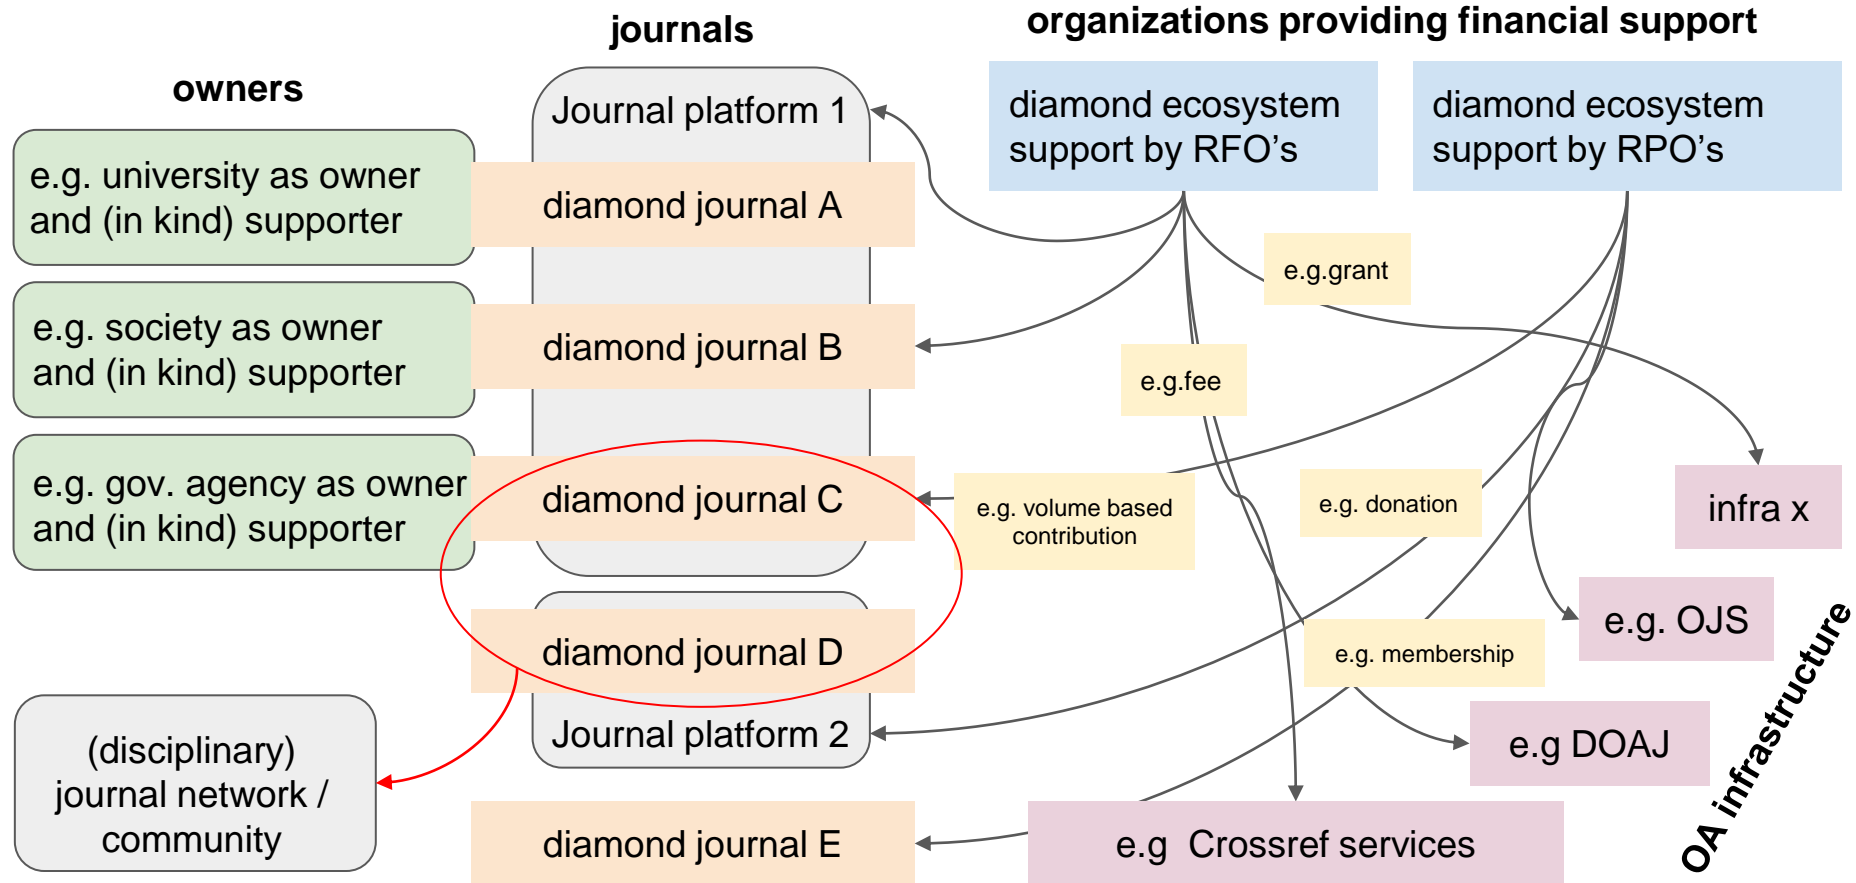 organizations providing financial support
journals
owners
Journal platform 1
diamond ecosystem
support by RFO's
diamond ecosystem
support by RPO's
e.g. university as owner
and (in kind) supporter
diamond journal A
e.g.grant
e.g. society as owner
and (in kind) supporter
diamond journal B
e.g.fee
e.g. gov. agency as owner
and (in kind) supporter
diamond journal C
e.g. volume based
contribution
e.g. donation
infra x
e.g. OJS
diamond journal D
e.g. membership
Journal platform 2
e.g DOAJ
(disciplinary)
journal network /
community
diamond journal E
e.g Crossref services
OA infrastructure